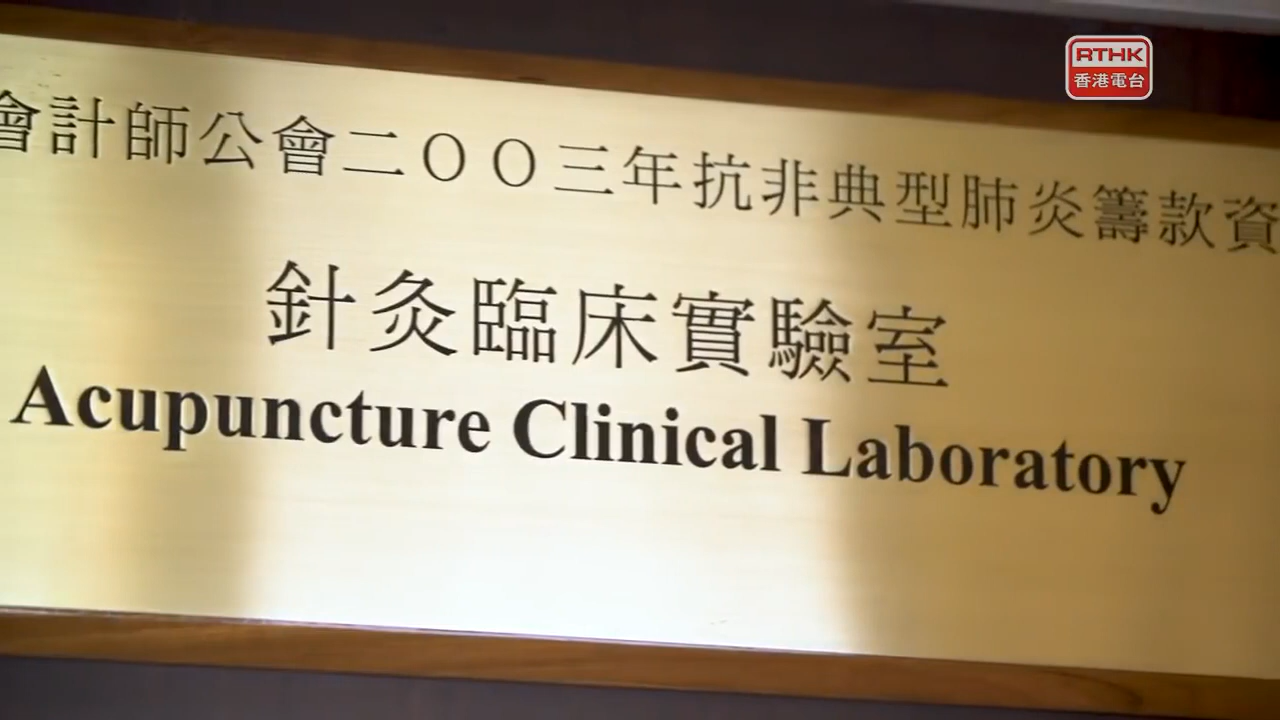 RTHK
香港電台
會計師公會二〇〇三年抗非典型肺炎籌款資
針灸臨床實驗室
Acupuncture Clinical Laboratory